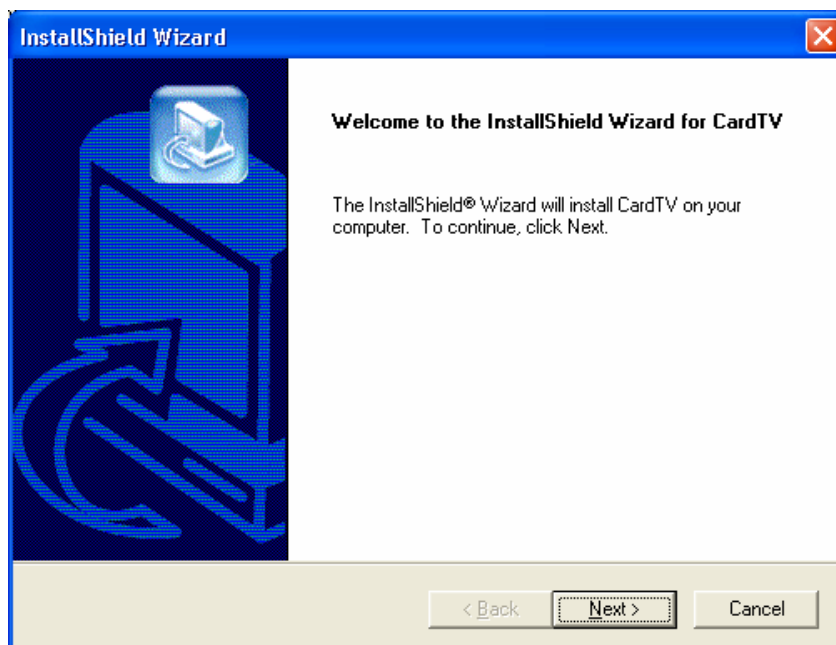 InstallShield Wizard
Welcome to the InstallShield Wizard for CardTV
The InstallShield® Wizard will install CardTV on your
computer. To continue, click Next.
< Back
Next >
Cancel